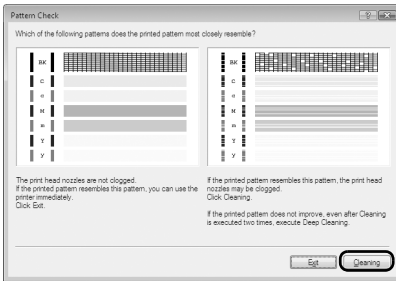 Pattern Check
Which of the following patterns does the printed pattern most closely resemble?
BK
C
c
M
m
Y
y
BK
C
c
M
m
Y
y
The print head nozzles are not clogged.
If the printed pattern resembles this pattern, you can use the
printer immediately.
Click Exit.
If the printed pattern resembles this pattern, the print head
nozzles may be clogged.
Click Cleaning.
If the printed pattern does not improve, even after Cleaning
is executed two times, execute Deep Cleaning.
Exit
Cleaning